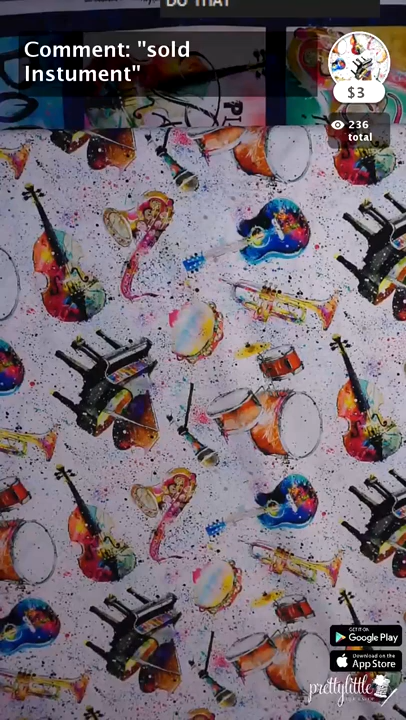 DO THAT
Comment: "sold
Instument"
$3
236
total
GET IT ON
Google Play
Download on the
App Store
prettylittle